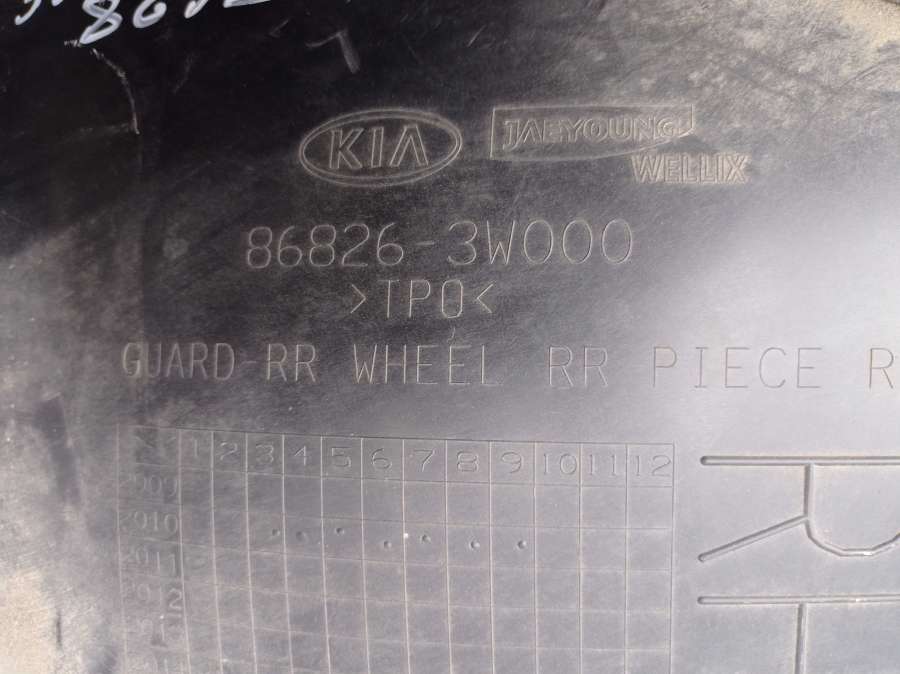 KIA JAEYOUNG
WELLIX
86826-3W000
>TPO<
GUARD-RR WHEEL RR PIECE R
1 2 3 4 5 6 7 8 9 10 11 12
2009
2010
2011
2012
R